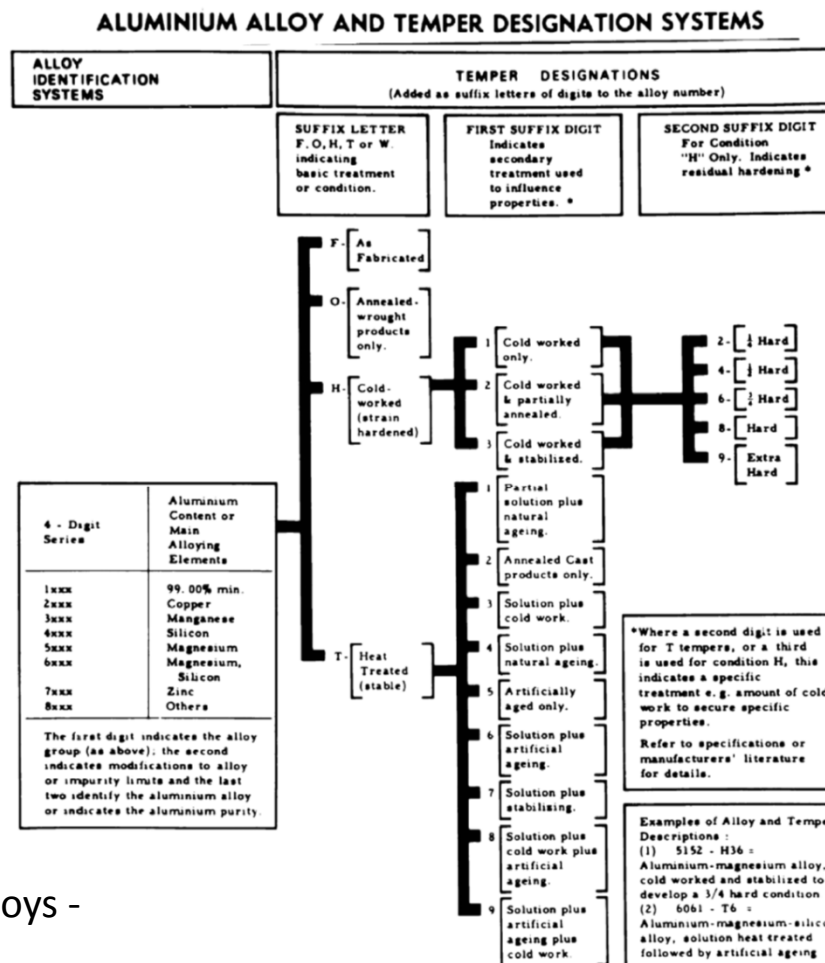 ALUMINIUM ALLOY AND TEMPER DESIGNATION SYSTEMS
ALLOY
IDENTIFICATION
SYSTEMS
TEMPER DESIGNATIONS
(Added as suffix letters of digits to the alloy number)
SUFFIX LETTER
F. O, H, T or W.
indicating
basic treatment
or condition.
FIRST SUFFIX DIGIT
Indicates
secondary
treatment used
to influence
properties. *
SECOND SUFFIX DIGIT
For Condition
"H" Only. Indicates
residual hardening *
F - As
Fabricated
O - Annealed-
wrought
products
only.
H - Cold-
worked
(strain
hardened)
1 Cold worked
only.
2 Cold worked
& partially
annealed.
3 Cold worked
& stabilized.
2 - 1/4 Hard
4 - 1/2 Hard
6 - 3/4 Hard
8 - Hard
9 - Extra
Hard
4 - Digit
Series
Aluminium
Content or
Main
Alloying
Elements
1xxx 99.00% min.
2xxx Copper
3xxx Manganese
4xxx Silicon
5xxx Magnesium
6xxx Magnesium,
Silicon
7xxx Zinc
8xxx Others
The first digit indicates the alloy
group (as above); the second
indicates modifications to alloy
or impurity limits and the last
two identify the aluminium alloy
or indicates the aluminium purity.
T - Heat
Treated
(stable)
1 Partial
solution plus
natural
ageing.
2 Annealed Cast
products only.
3 Solution plus
cold work.
4 Solution plus
natural ageing.
5 Artificially
aged only.
6 Solution plus
artificial
ageing.
7 Solution plus
stabilizing.
8 Solution plus
cold work plus
artificial
ageing.
9 Solution plus
artificial
ageing plus
cold work.
*Where a second digit is used
for T tempers, or a third
is used for condition H, this
indicates a specific
treatment e.g. amount of cold
work to secure specific
properties.
Refer to specifications or
manufacturers' literature
for details.
Examples of Alloy and Tempe
Descriptions :
(1) 5152 - H36 =
Aluminium-magnesium alloy,
cold worked and stabilized to
develop a 3/4 hard condition
(2) 6061 - T6 =
Aluminium-magnesium-silic
alloy, solution heat treated
followed by artificial ageing
oys -